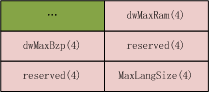 … dwMaxRam(4)
dwMaxBzp(4) reserved(4)
reserved(4) MaxLangSize(4)